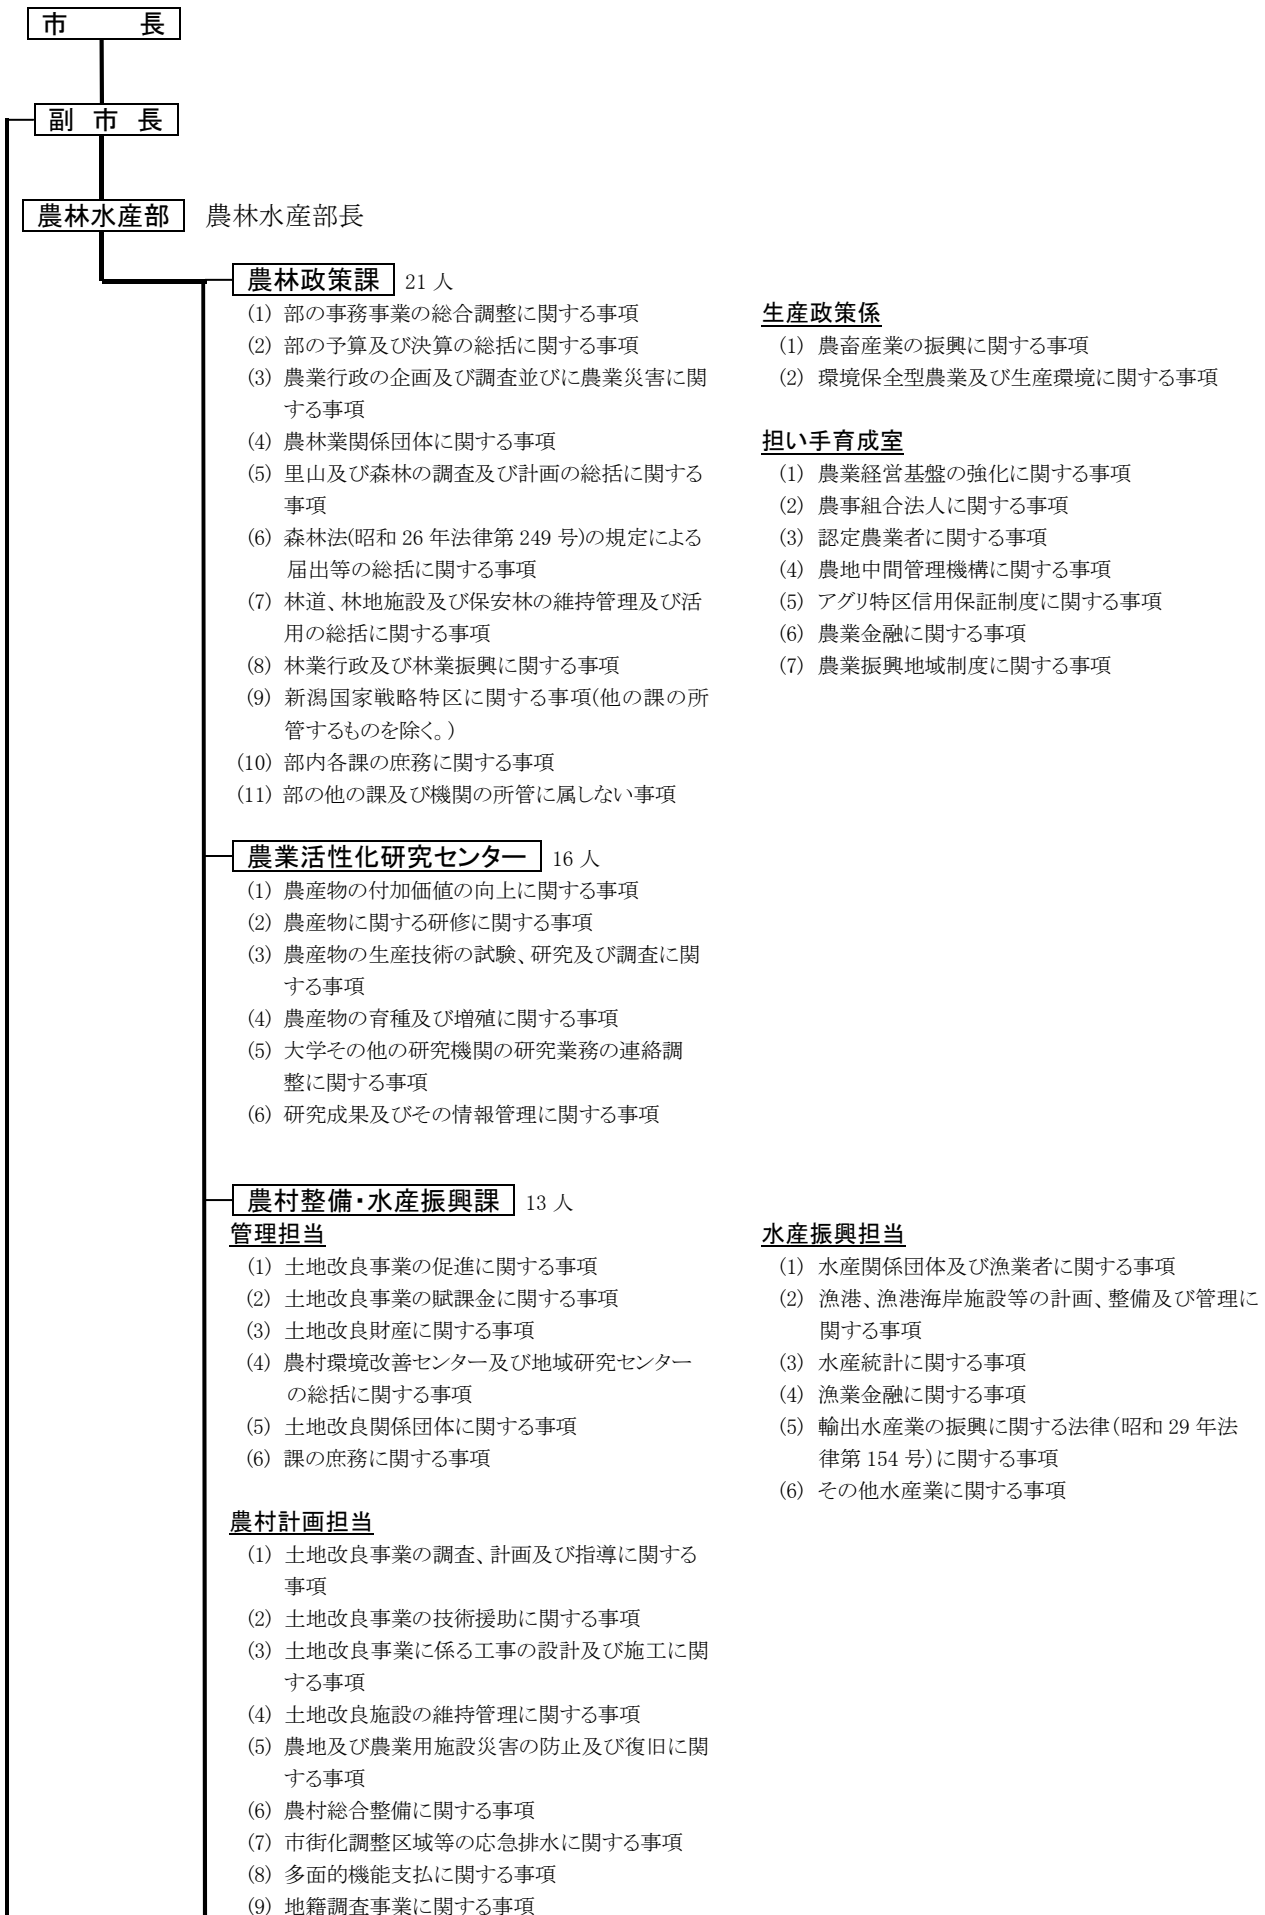 市　　　長
副　市　長
農林水産部　農林水産部長
農林政策課　21 人
(1) 部の事務事業の総合調整に関する事項
(2) 部の予算及び決算の総括に関する事項
(3) 農業行政の企画及び調査並びに農業災害に関
する事項
(4) 農林業関係団体に関する事項
(5) 里山及び森林の調査及び計画の総括に関する
事項
(6) 森林法(昭和 26 年法律第 249 号)の規定による
届出等の総括に関する事項
(7) 林道、林地施設及び保安林の維持管理及び活
用の総括に関する事項
(8) 林業行政及び林業振興に関する事項
(9) 新潟国家戦略特区に関する事項(他の課の所
管するものを除く。)
(10) 部内各課の庶務に関する事項
(11) 部の他の課及び機関の所管に属しない事項
生産政策係
(1) 農畜産業の振興に関する事項
(2) 環境保全型農業及び生産環境に関する事項
担い手育成室
(1) 農業経営基盤の強化に関する事項
(2) 農事組合法人に関する事項
(3) 認定農業者に関する事項
(4) 農地中間管理機構に関する事項
(5) アグリ特区信用保証制度に関する事項
(6) 農業金融に関する事項
(7) 農業振興地域制度に関する事項
農業活性化研究センター　16 人
(1) 農産物の付加価値の向上に関する事項
(2) 農産物に関する研修に関する事項
(3) 農産物の生産技術の試験、研究及び調査に関
する事項
(4) 農産物の育種及び増殖に関する事項
(5) 大学その他の研究機関の研究業務の連絡調
整に関する事項
(6) 研究成果及びその情報管理に関する事項
農村整備・水産振興課　13 人
管理担当
(1) 土地改良事業の促進に関する事項
(2) 土地改良事業の賦課金に関する事項
(3) 土地改良財産に関する事項
(4) 農村環境改善センター及び地域研究センター
の総括に関する事項
(5) 土地改良関係団体に関する事項
(6) 課の庶務に関する事項
農村計画担当
(1) 土地改良事業の調査、計画及び指導に関する
事項
(2) 土地改良事業の技術援助に関する事項
(3) 土地改良事業に係る工事の設計及び施工に関
する事項
(4) 土地改良施設の維持管理に関する事項
(5) 農地及び農業用施設災害の防止及び復旧に関
する事項
(6) 農村総合整備に関する事項
(7) 市街化調整区域等の応急排水に関する事項
(8) 多面的機能支払に関する事項
(9) 地籍調査事業に関する事項
水産振興担当
(1) 水産関係団体及び漁業者に関する事項
(2) 漁港、漁港海岸施設等の計画、整備及び管理に
関する事項
(3) 水産統計に関する事項
(4) 漁業金融に関する事項
(5) 輸出水産業の振興に関する法律（昭和 29 年法
律第 154 号）に関する事項
(6) その他水産業に関する事項